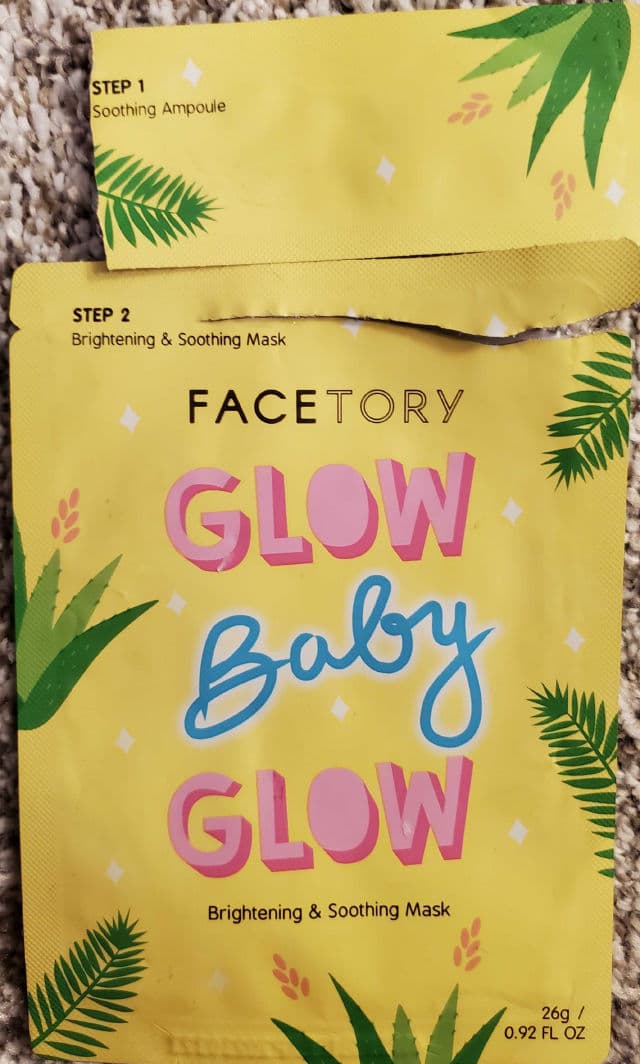 STEP 1
Soothing Ampoule
STEP 2
Brightening & Soothing Mask
FACETORY
GLOW
Baby
GLOW
Brightening & Soothing Mask
26g /
0.92 FL OZ